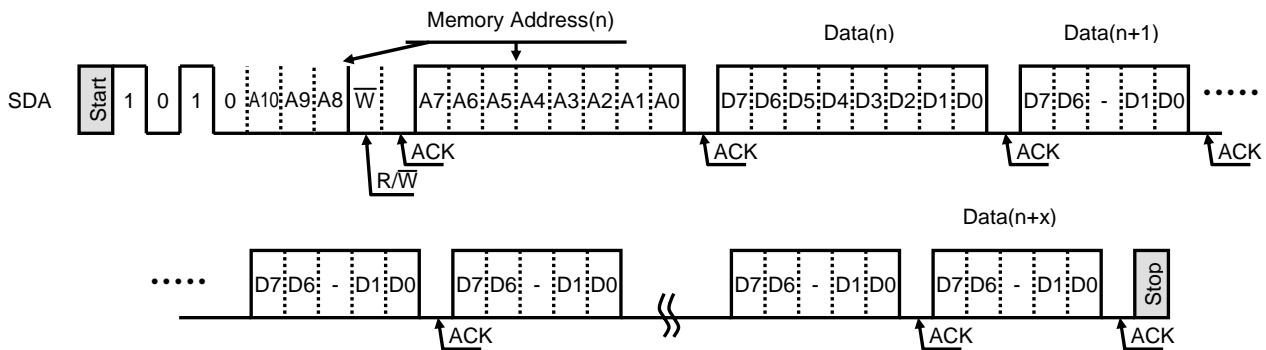 Memory Address(n) Data(n) Data(n+1)
SDA Start 1 0 1 0 A10 A9 A8 W̅ A7 A6 A5 A4 A3 A2 A1 A0 D7 D6 D5 D4 D3 D2 D1 D0 D7 D6 - D1 D0 •••••
ACK ACK ACK ACK
R/W̅
Data(n+x)
••••• D7 D6 - D1 D0 D7 D6 - D1 D0 D7 D6 - D1 D0 D7 D6 - D1 D0 Stop
ACK ACK ACK